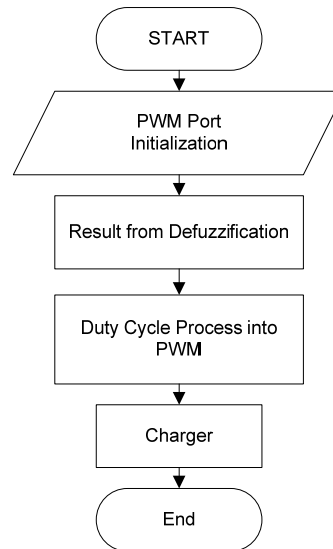 START
PWM Port
Initialization
Result from Defuzzification
Duty Cycle Process into
PWM
Charger
End